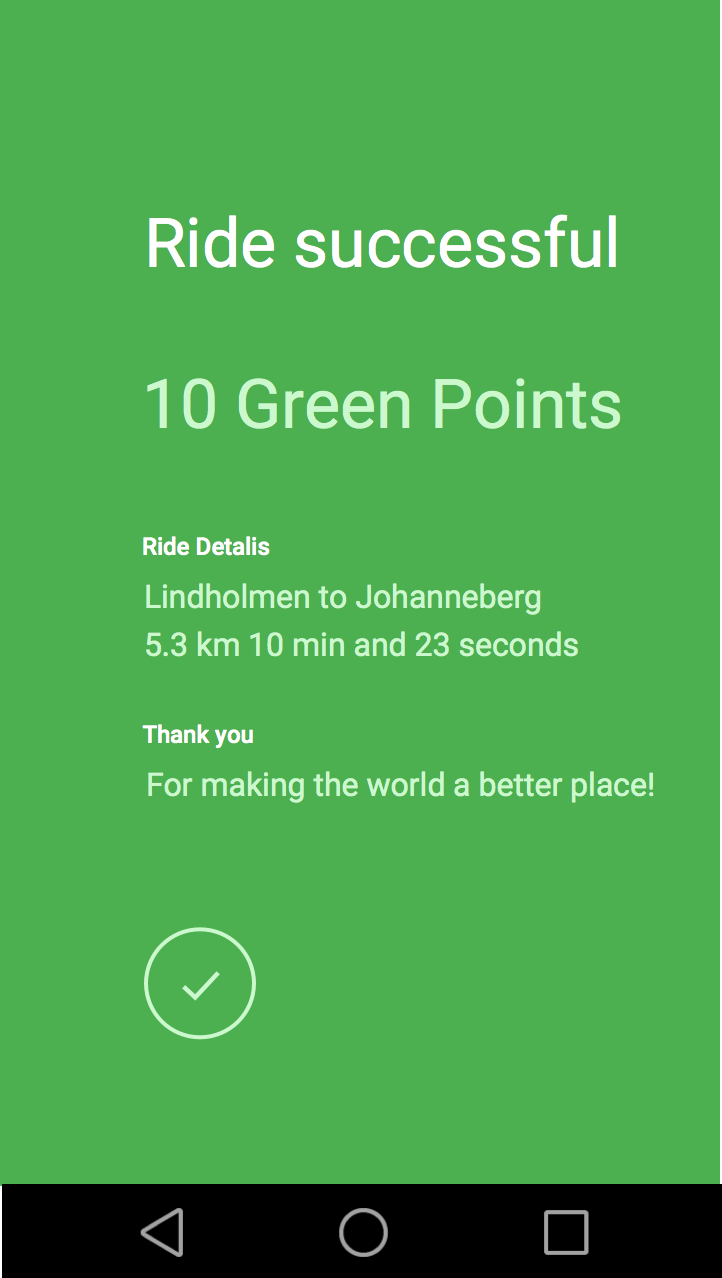 Ride successful
10 Green Points
Ride Detalis
Lindholmen to Johanneberg
5.3 km 10 min and 23 seconds
Thank you
For making the world a better place!